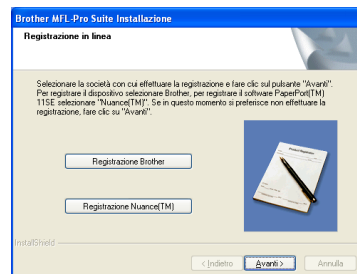 Brother MFL-Pro Suite Installazione
Registrazione in linea
Selezionare la società con cui effettuare la registrazione e fare clic sul pulsante "Avanti".
Per registrare il dispositivo selezionare Brother, per registrare il software PaperPort(TM)
11SE selezionare "Nuance(TM)". Se in questo momento si preferisce non effettuare la
registrazione, fare clic su "Avanti".
Registrazione Brother
Registrazione Nuance(TM)
InstallShield
< Indietro Avanti > Annulla